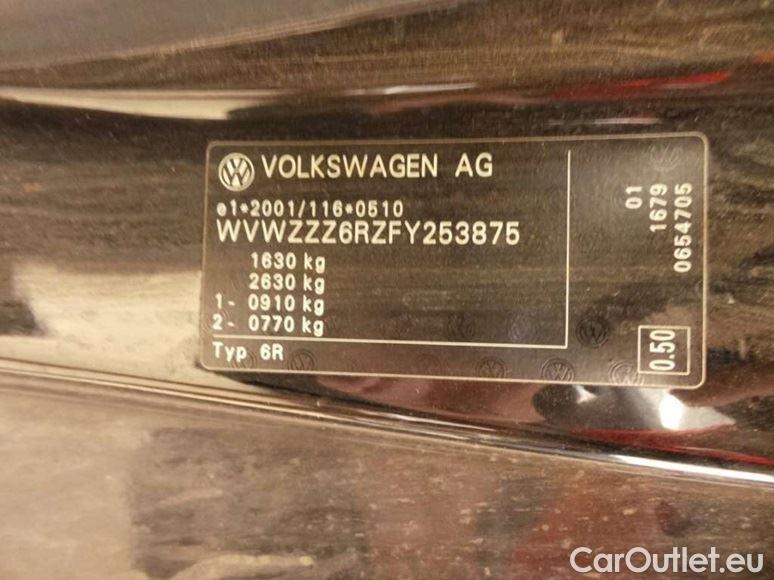 VOLKSWAGEN AG
e1*2001/116*0510
WVWZZZ6RZFY253875
1630 kg
2630 kg
1- 0910 kg
2- 0770 kg
Typ 6R
01
1679
0654705
0.50
CarOutlet.eu